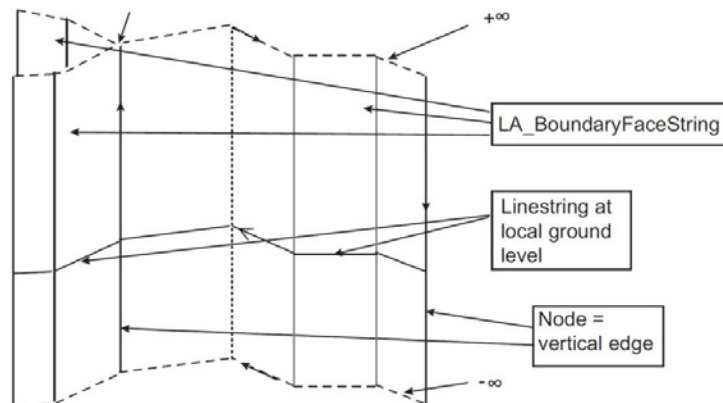 +∞
LA_BoundaryFaceString
Linestring at
local ground
level
Node =
vertical edge
-∞